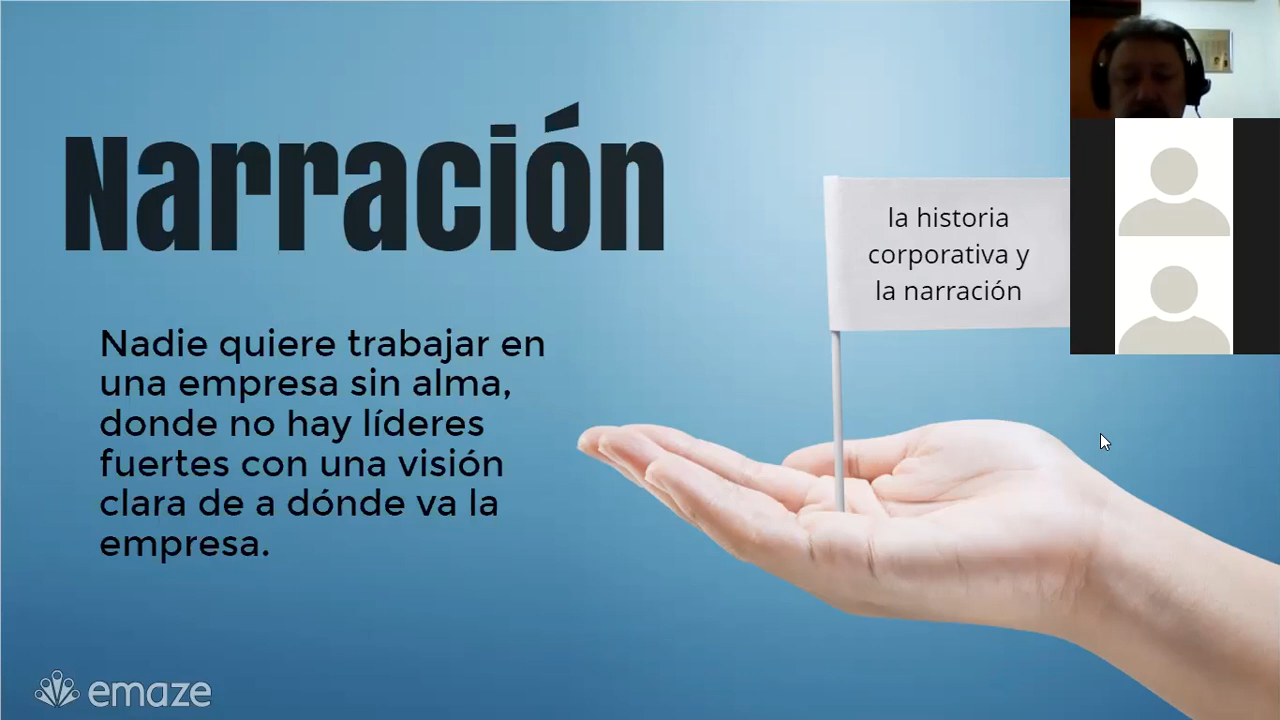 Narración
la historia
corporativa y
la narración
Nadie quiere trabajar en
una empresa sin alma,
donde no hay líderes
fuertes con una visión
clara de a dónde va la
empresa.
emaze